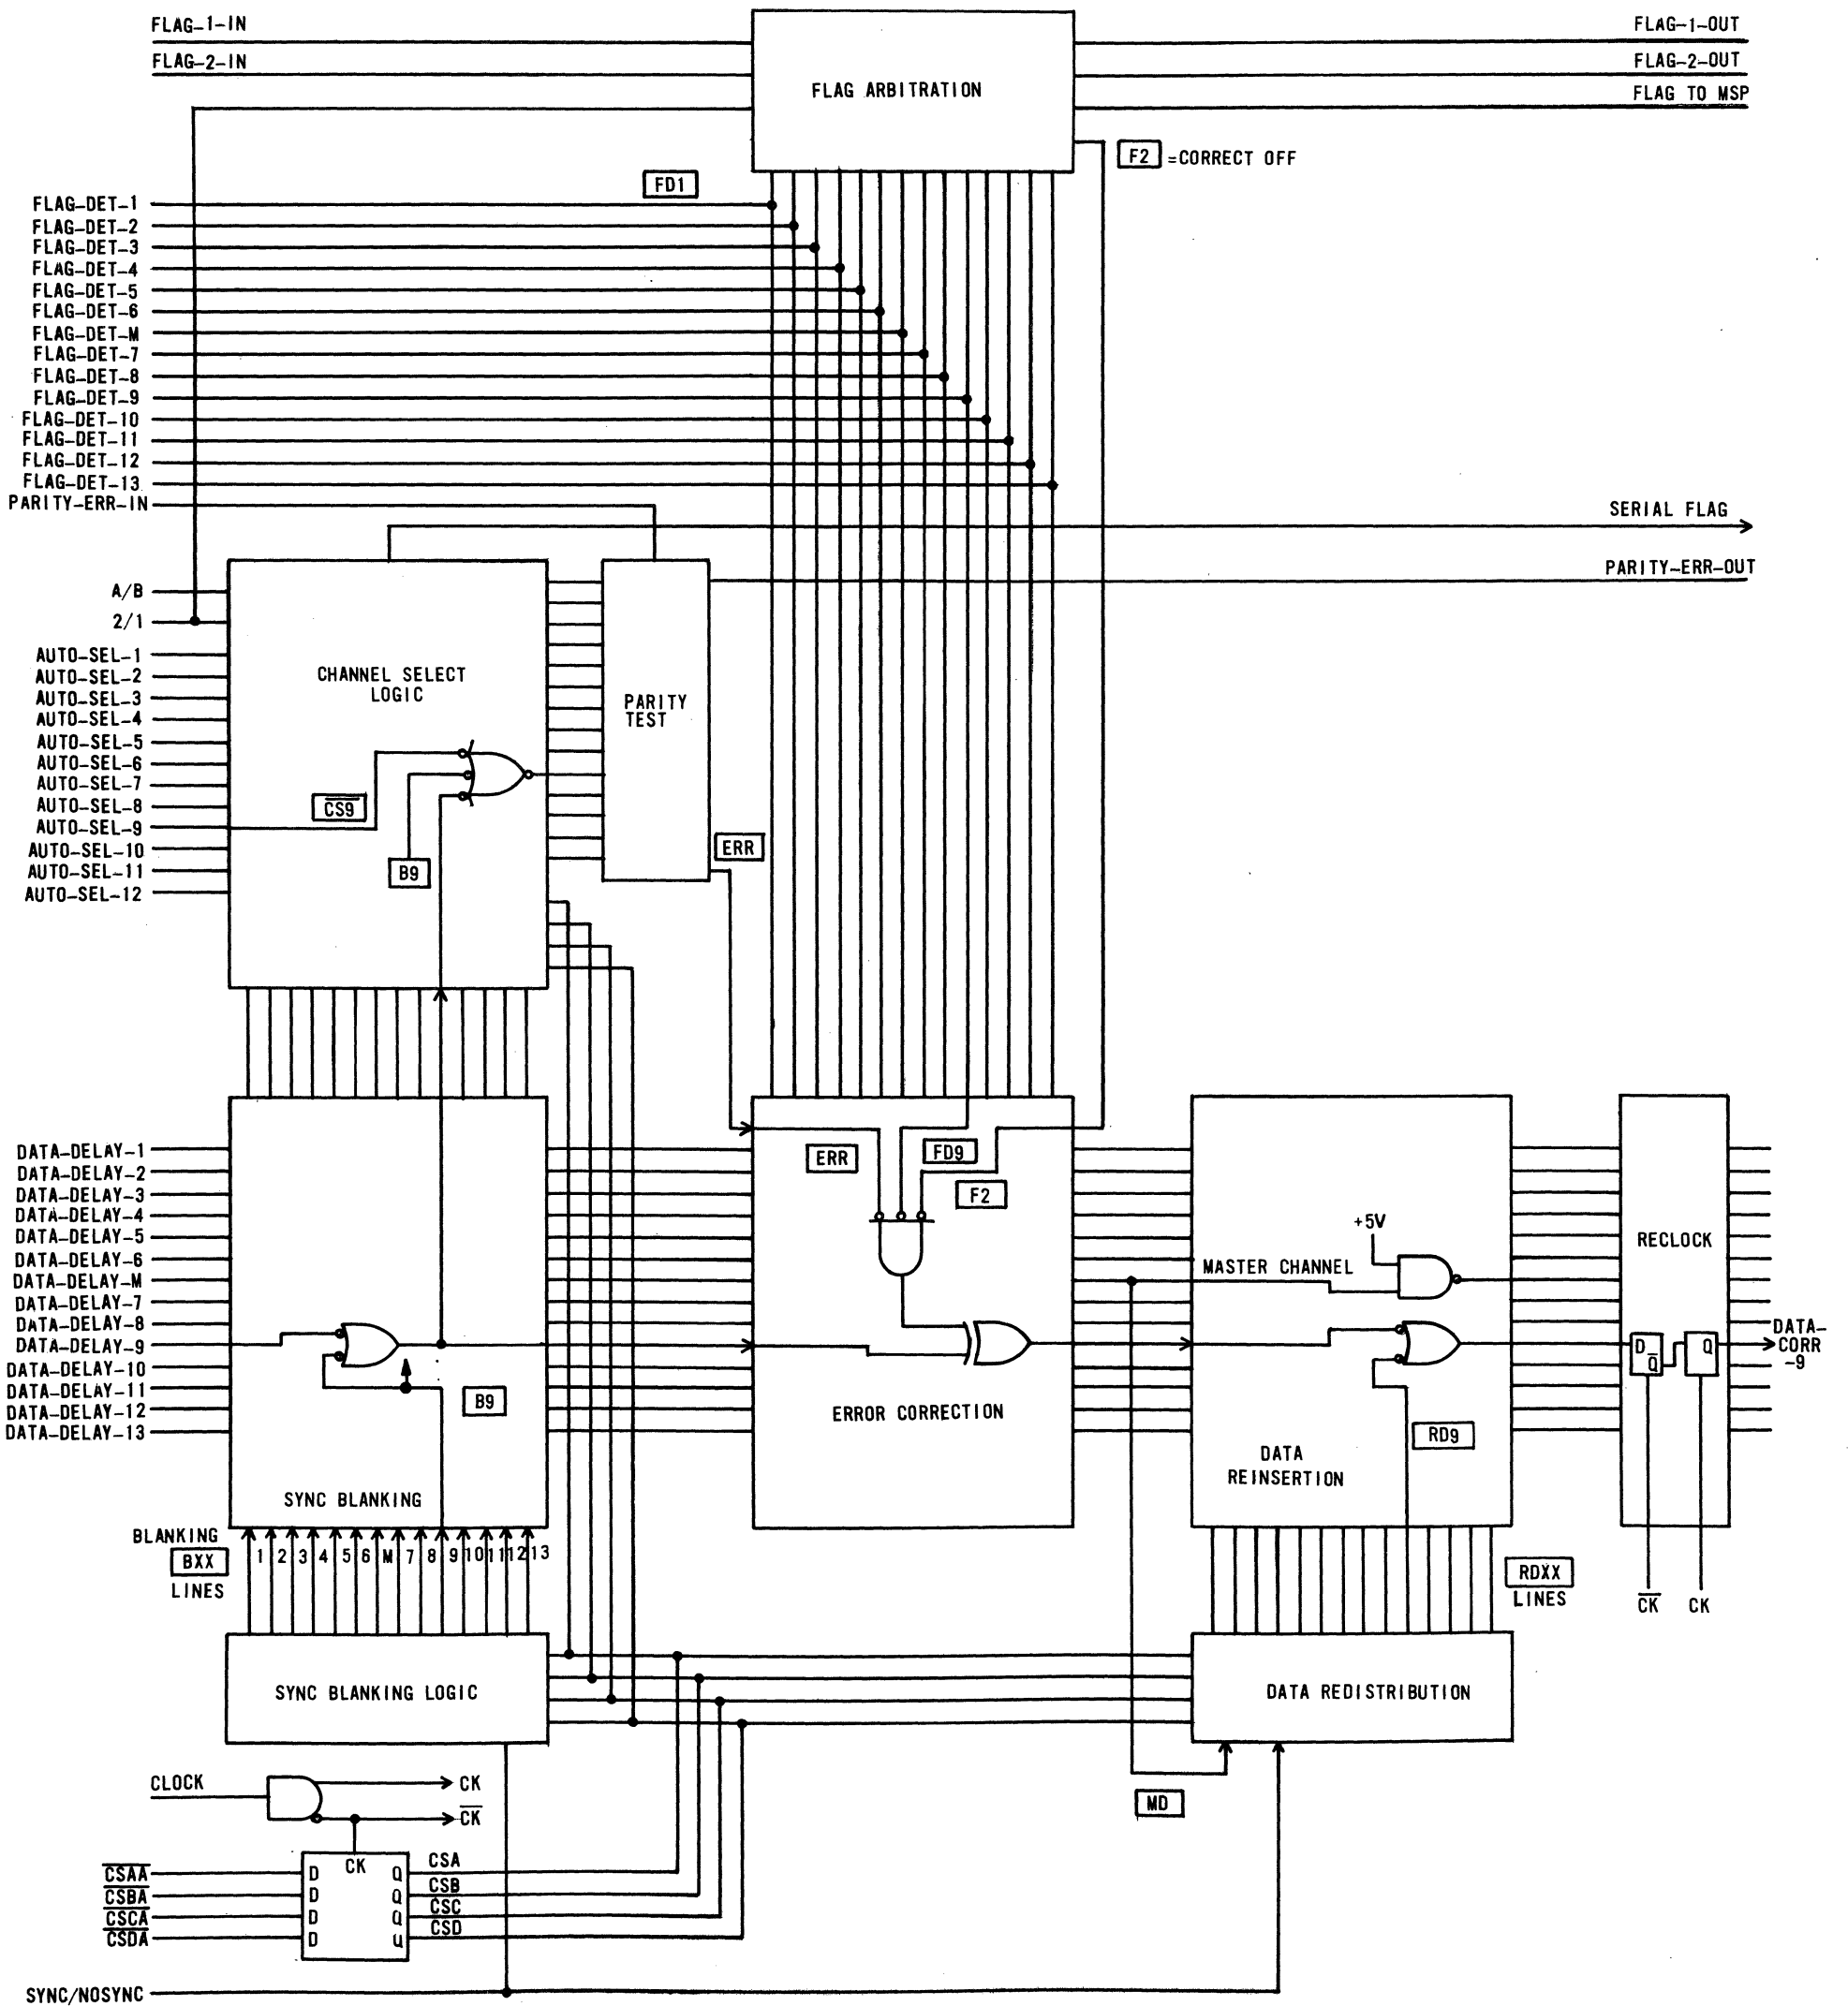 FLAG-1-IN
FLAG-2-IN
FLAG ARBITRATION
FLAG-1-OUT
FLAG-2-OUT
FLAG TO MSP
F2 =CORRECT OFF
FD1
FLAG-DET-1
FLAG-DET-2
FLAG-DET-3
FLAG-DET-4
FLAG-DET-5
FLAG-DET-6
FLAG-DET-M
FLAG-DET-7
FLAG-DET-8
FLAG-DET-9
FLAG-DET-10
FLAG-DET-11
FLAG-DET-12
FLAG-DET-13
PARITY-ERR-IN
SERIAL FLAG
PARITY-ERR-OUT
A/B
2/1
AUTO-SEL-1
AUTO-SEL-2
AUTO-SEL-3
AUTO-SEL-4
AUTO-SEL-5
AUTO-SEL-6
AUTO-SEL-7
AUTO-SEL-8
AUTO-SEL-9
AUTO-SEL-10
AUTO-SEL-11
AUTO-SEL-12
CHANNEL SELECT
LOGIC
C̅S̅9̅
B9
PARITY
TEST
ERR
DATA-DELAY-1
DATA-DELAY-2
DATA-DELAY-3
DATA-DELAY-4
DATA-DELAY-5
DATA-DELAY-6
DATA-DELAY-M
DATA-DELAY-7
DATA-DELAY-8
DATA-DELAY-9
DATA-DELAY-10
DATA-DELAY-11
DATA-DELAY-12
DATA-DELAY-13
B9
SYNC BLANKING
ERR
FD9
F2
ERROR CORRECTION
+5V
MASTER CHANNEL
RD9
DATA
REINSERTION
RECLOCK
D
Q̅
Q
DATA-
CORR
-9
BLANKING
BXX
LINES
1 2 3 4 5 6 M 7 8 9 10 11 12 13
RDXX
LINES
C̅K̅
CK
SYNC BLANKING LOGIC
DATA REDISTRIBUTION
MD
CLOCK
CK
C̅K̅
CK
C̅S̅A̅A̅ D Q CSA
C̅S̅B̅A̅ D Q CSB
C̅S̅C̅A̅ D Q CSC
C̅S̅D̅A̅ D Q CSD
SYNC/NOSYNC